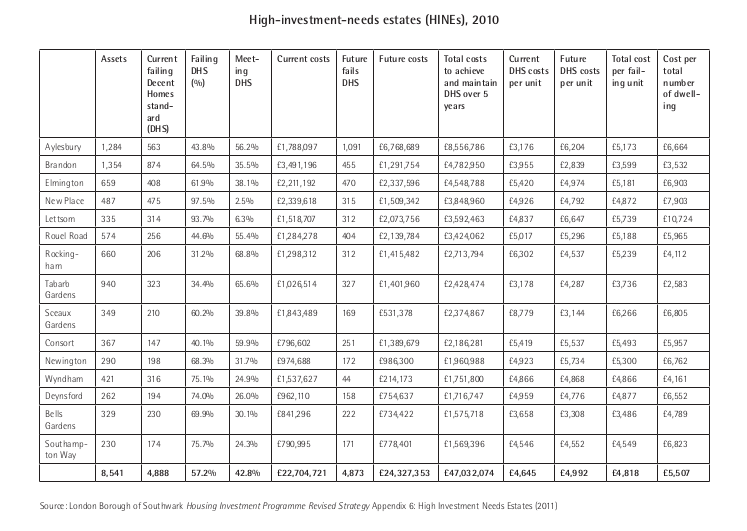 High-investment-needs estates (HINEs), 2010
Assets Current failing Decent Homes stand-ard (DHS) Failing DHS (%) Meet-ing DHS Current costs Future fails DHS Future costs Total costs to achieve and maintain DHS over 5 years Current DHS costs per unit Future DHS costs per unit Total cost per fail-ing unit Cost per total number of dwell-ing
Aylesbury 1,284 563 43.8% 56.2% £1,788,097 1,091 £6,768,689 £8,556,786 £3,176 £6,204 £5,173 £6,664
Brandon 1,354 874 64.5% 35.5% £3,491,196 455 £1,291,754 £4,782,950 £3,955 £2,839 £3,599 £3,532
Elmington 659 408 61.9% 38.1% £2,211,192 470 £2,337,596 £4,548,788 £5,420 £4,974 £5,181 £6,903
New Place 487 475 97.5% 2.5% £2,339,618 315 £1,509,342 £3,848,960 £4,926 £4,792 £4,872 £7,903
Lettsom 335 314 93.7% 6.3% £1,518,707 312 £2,073,756 £3,592,463 £4,837 £6,647 £5,739 £10,724
Rouel Road 574 256 44.6% 55.4% £1,284,278 404 £2,139,784 £3,424,062 £5,017 £5,296 £5,188 £5,965
Rocking-ham 660 206 31.2% 68.8% £1,298,312 312 £1,415,482 £2,713,794 £6,302 £4,537 £5,239 £4,112
Tabarb Gardens 940 323 34.4% 65.6% £1,026,514 327 £1,401,960 £2,428,474 £3,178 £4,287 £3,736 £2,583
Sceaux Gardens 349 210 60.2% 39.8% £1,843,489 169 £531,378 £2,374,867 £8,779 £3,144 £6,266 £6,805
Consort 367 147 40.1% 59.9% £796,602 251 £1,389,679 £2,186,281 £5,419 £5,537 £5,493 £5,957
Newington 290 198 68.3% 31.7% £974,688 172 £986,300 £1,960,988 £4,923 £5,734 £5,300 £6,762
Wyndham 421 316 75.1% 24.9% £1,537,627 44 £214,173 £1,751,800 £4,866 £4,868 £4,866 £4,161
Deynsford 262 194 74.0% 26.0% £962,110 158 £754,637 £1,716,747 £4,959 £4,776 £4,877 £6,552
Bells Gardens 329 230 69.9% 30.1% £841,296 222 £734,422 £1,575,718 £3,658 £3,308 £3,486 £4,789
Southamp-ton Way 230 174 75.7% 24.3% £790,995 171 £778,401 £1,569,396 £4,546 £4,552 £4,549 £6,823
8,541 4,888 57.2% 42.8% £22,704,721 4,873 £24,327,353 £47,032,074 £4,645 £4,992 £4,818 £5,507
Source: London Borough of Southwark Housing Investment Programme Revised Strategy Appendix 6: High Investment Needs Estates (2011)